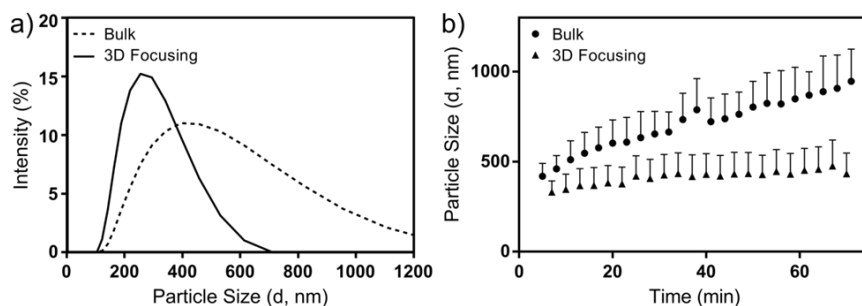 a)
20
15
10
5
0
Intensity (%)
Bulk
3D Focusing
0 200 400 600 800 1000 1200
Particle Size (d, nm)
b)
1000
500
0
Particle Size (d, nm)
Bulk
3D Focusing
0 20 40 60
Time (min)